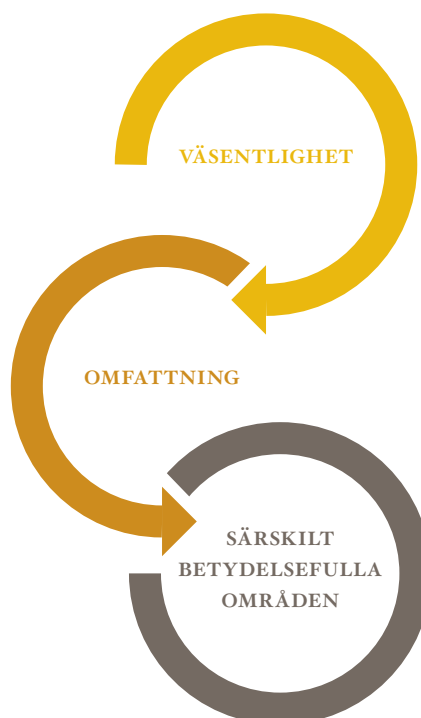 VÄSENTLIGHET
OMFATTNING
SÄRSKILT
BETYDELSEFULLA
OMRÅDEN